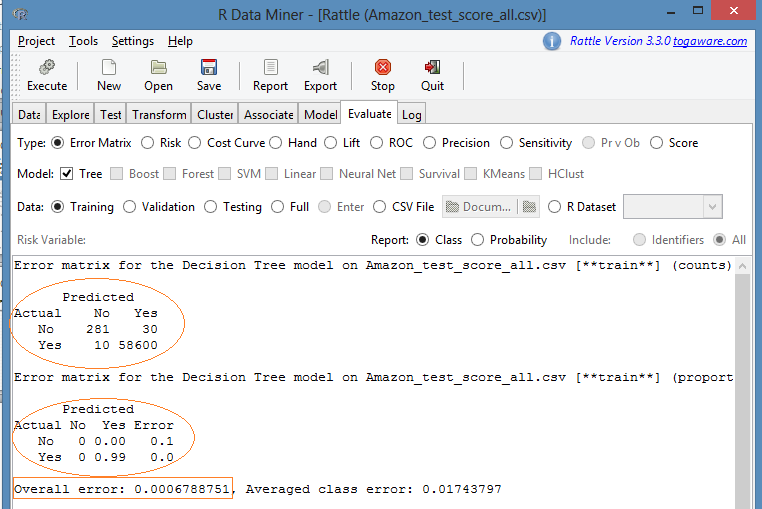 R Data Miner - [Rattle (Amazon_test_score_all.csv)]
Project Tools Settings Help
Rattle Version 3.3.0 togaware.com
Execute New Open Save Report Export Stop Quit
Data Explore Test Transform Cluster Associate Model Evaluate Log
Type: Error Matrix Risk Cost Curve Hand Lift ROC Precision Sensitivity Pr v Ob Score
Model: Tree Boost Forest SVM Linear Neural Net Survival KMeans HClust
Data: Training Validation Testing Full Enter CSV File Docum... R Dataset
Risk Variable: Report: Class Probability Include: Identifiers All
Error matrix for the Decision Tree model on Amazon_test_score_all.csv [**train**] (counts)
Predicted
Actual No Yes
No 281 30
Yes 10 58600
Error matrix for the Decision Tree model on Amazon_test_score_all.csv [**train**] (proport
Predicted
Actual No Yes Error
No 0 0.00 0.1
Yes 0 0.99 0.0
Overall error: 0.0006788751, Averaged class error: 0.01743797